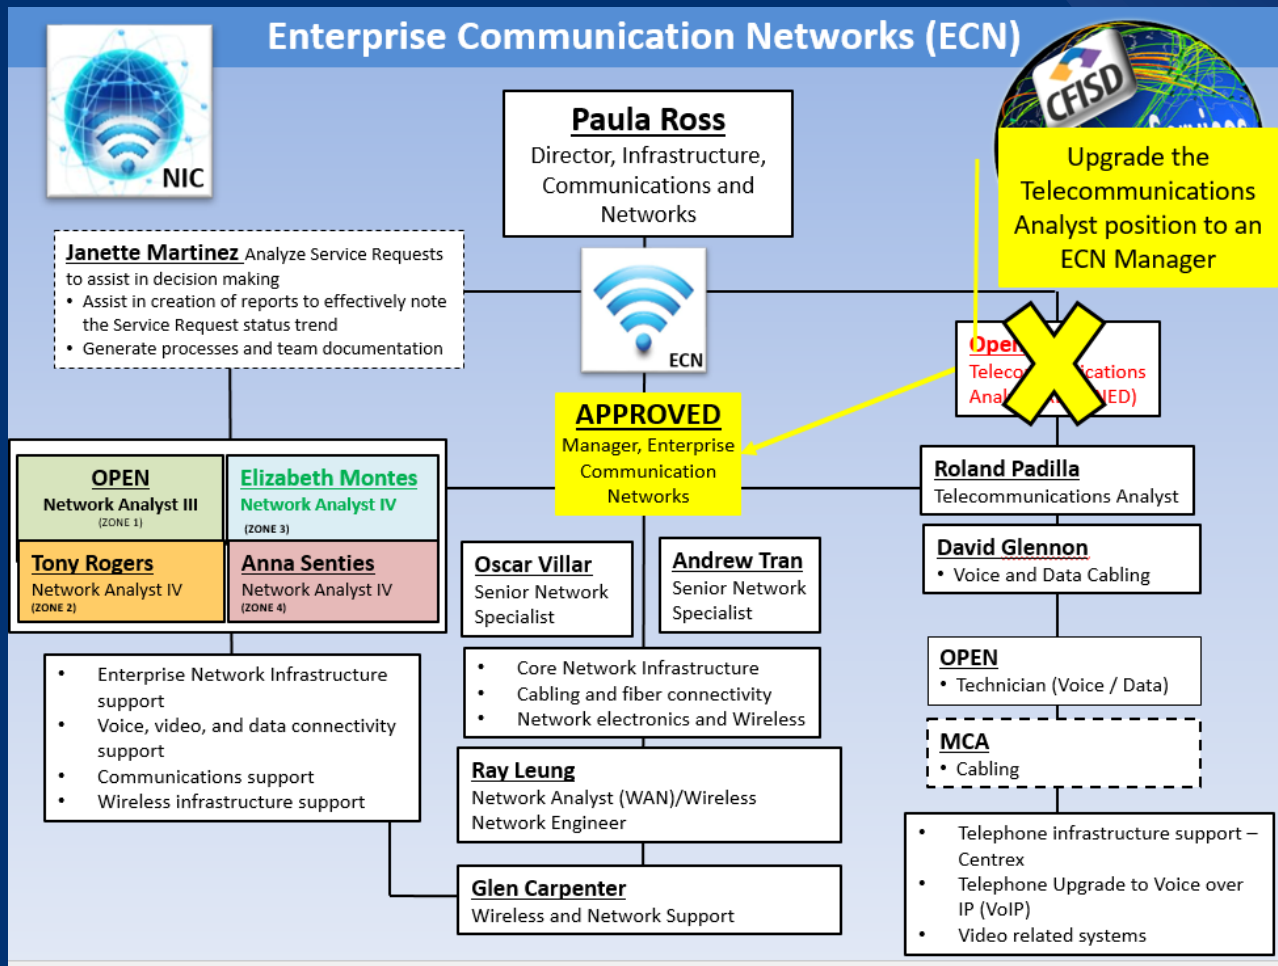 Enterprise Communication Networks (ECN)
NIC
CFISD
Paula Ross
Director, Infrastructure,
Communications and
Networks
Upgrade the
Telecommunications
Analyst position to an
ECN Manager
Janette Martinez Analyze Service Requests
to assist in decision making
• Assist in creation of reports to effectively note
the Service Request status trend
• Generate processes and team documentation
ECN
Open
APPROVED
Manager, Enterprise
Communication
Networks
OPEN
Network Analyst III
(ZONE 1)
Elizabeth Montes
Network Analyst IV
(ZONE 3)
Tony Rogers
Network Analyst IV
(ZONE 2)
Anna Senties
Network Analyst IV
(ZONE 4)
Roland Padilla
Telecommunications Analyst
David Glennon
• Voice and Data Cabling
Oscar Villar
Senior Network
Specialist
Andrew Tran
Senior Network
Specialist
OPEN
• Technician (Voice / Data)
MCA
• Cabling
• Enterprise Network Infrastructure
support
• Voice, video, and data connectivity
support
• Communications support
• Wireless infrastructure support
• Core Network Infrastructure
• Cabling and fiber connectivity
• Network electronics and Wireless
Ray Leung
Network Analyst (WAN)/Wireless
Network Engineer
Glen Carpenter
Wireless and Network Support
• Telephone infrastructure support –
Centrex
• Telephone Upgrade to Voice over
IP (VoIP)
• Video related systems